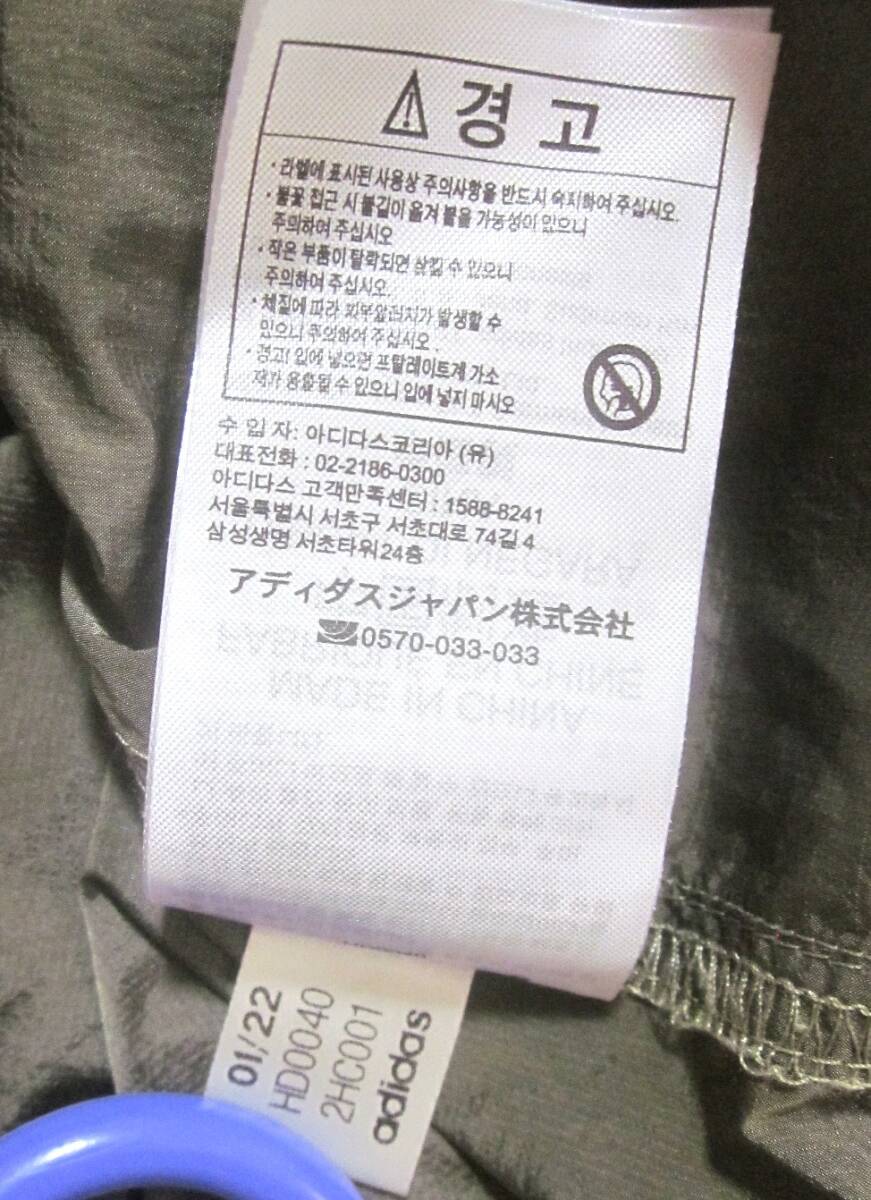 경고
· 라벨에 표시된 사용상 주의사항을 반드시 숙지하여 주십시오.
· 불꽃 접근 시 불길이 옮겨 붙을 가능성이 있으니
주의하여 주십시오
· 작은 부품이 탈락되면 삼킬 수 있으니
주의하여 주십시오.
· 체질에 따라 피부알러지가 발생할 수
있으니 주의하여 주십시오.
· 경고! 입에 넣으면 프탈레이트계 가소
제가 용출될 수 있으니 입에 넣지 마시오
수 입 자: 아디다스코리아 (유)
대표전화 : 02-2186-0300
아디다스 고객만족센터 : 1588-8241
서울특별시 서초구 서초대로 74길 4
삼성생명 서초타워24층
アディダスジャパン株式会社
0570-033-033
MADE IN CHINA
01/22
HD0040
2HC001
adidas